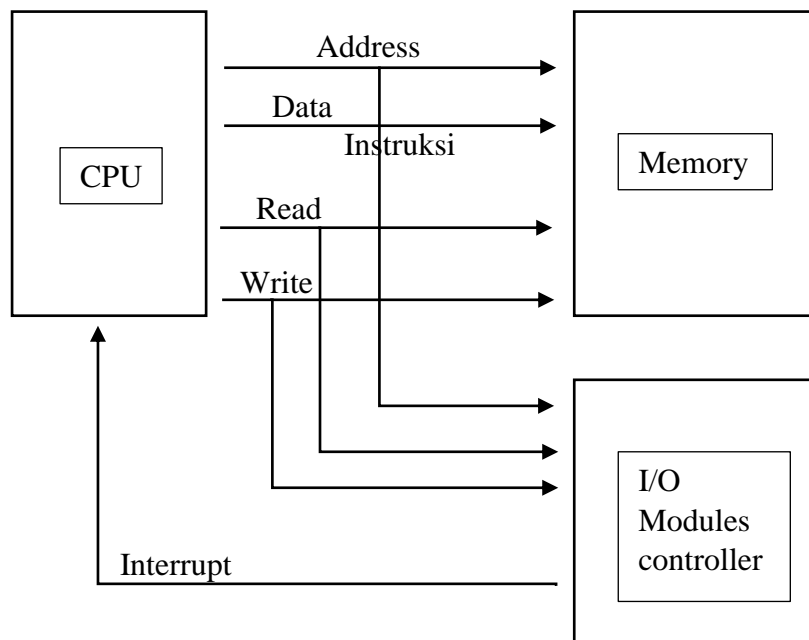 Address
Data
Instruksi
CPU
Memory
Read
Write
I/O
Modules
controller
Interrupt